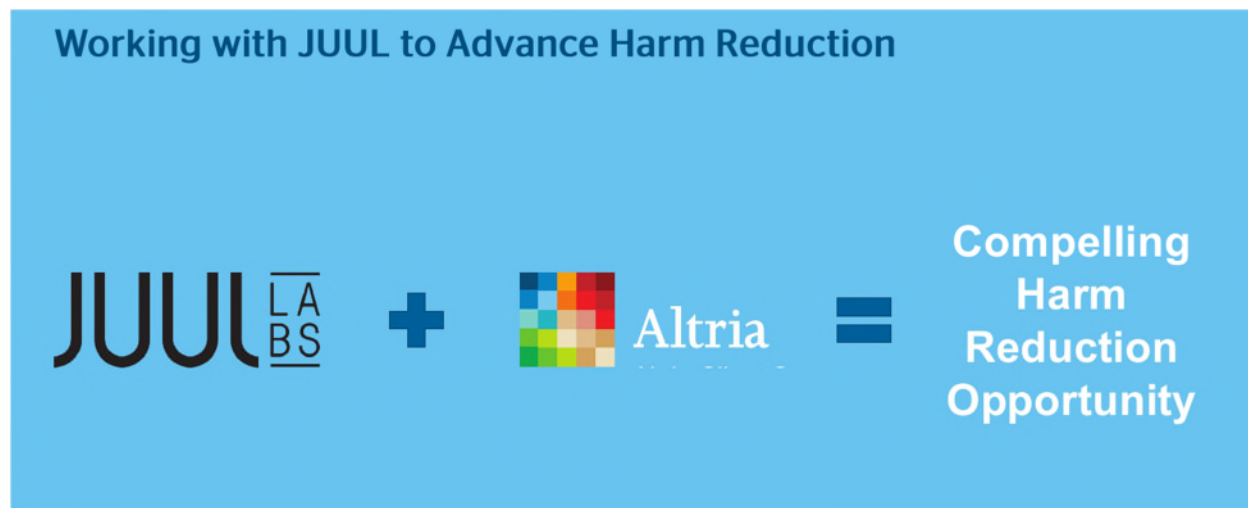 Working with JUUL to Advance Harm Reduction
JUUL LABS
Altria
Compelling
Harm
Reduction
Opportunity